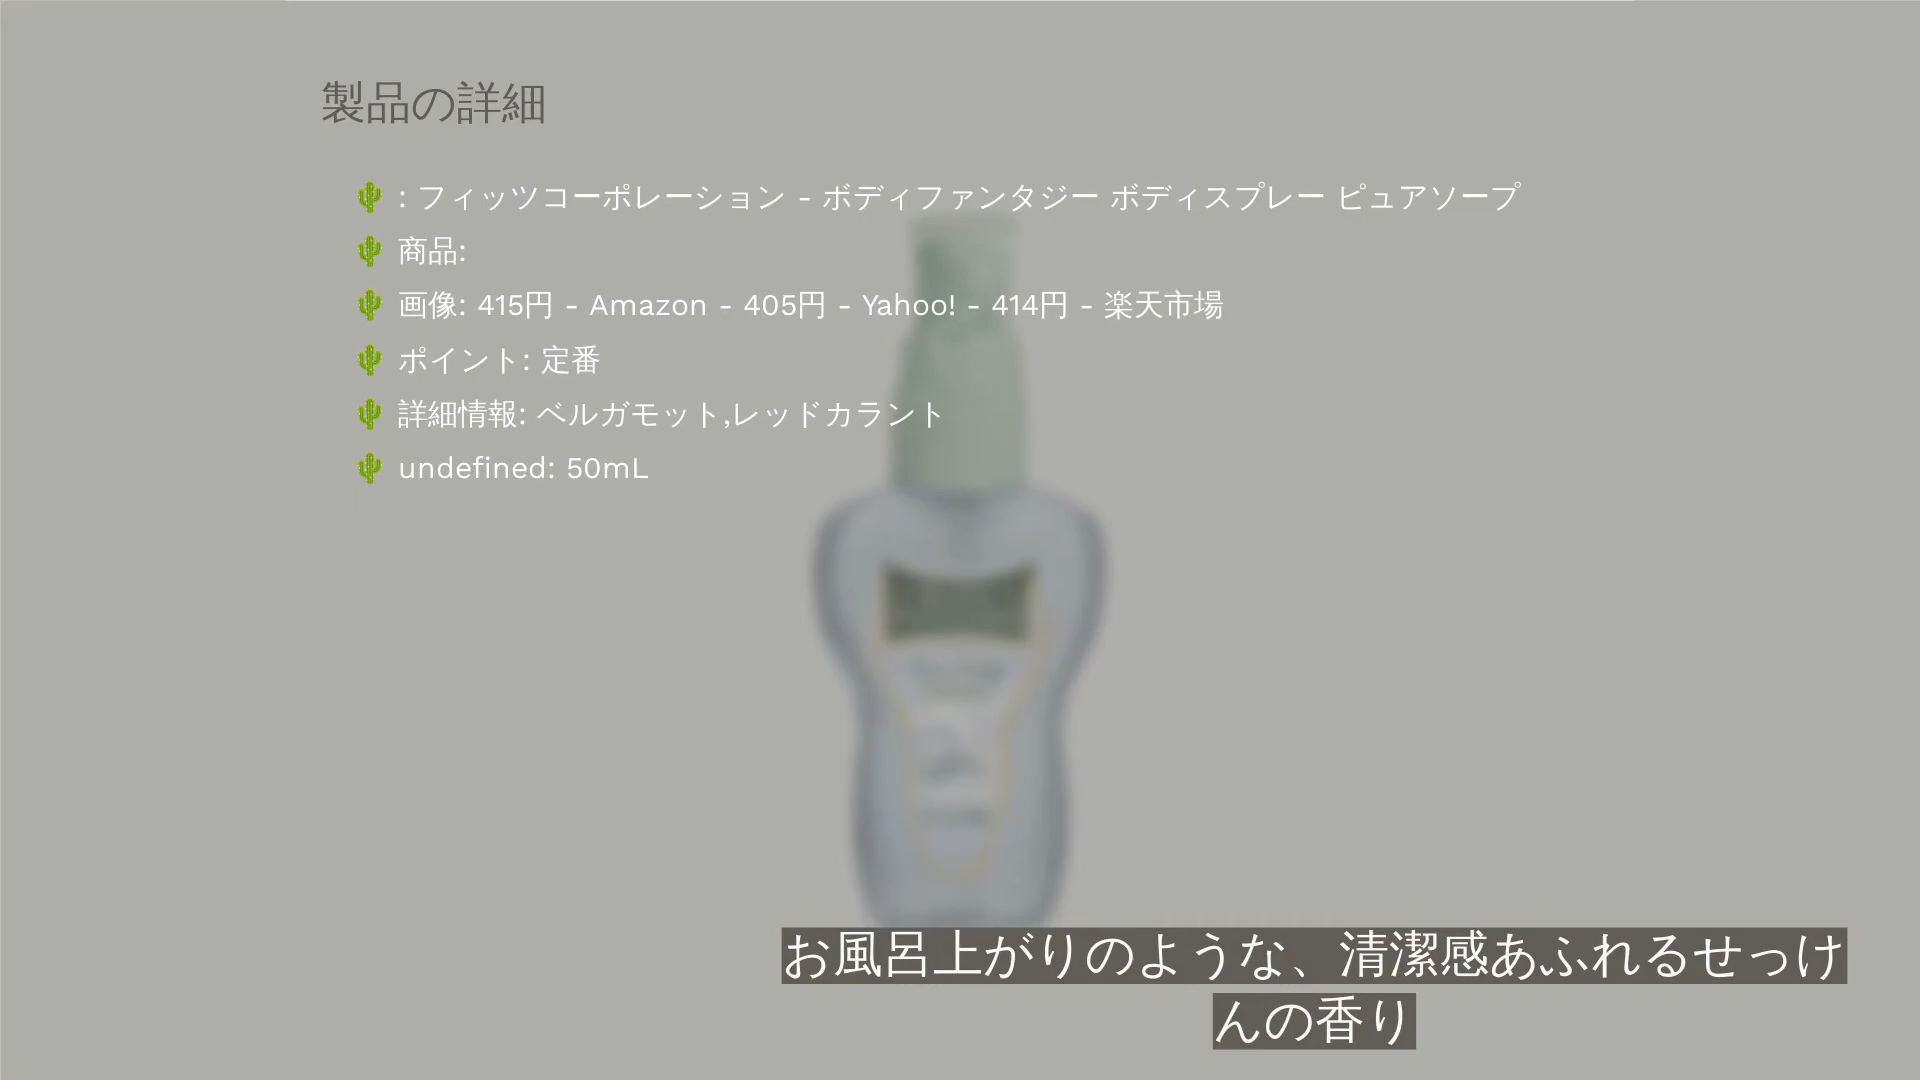 製品の詳細
: フィッツコーポレーション - ボディファンタジー ボディスプレー ピュアソープ
商品:
画像: 415円 - Amazon - 405円 - Yahoo! - 414円 - 楽天市場
ポイント: 定番
詳細情報: ベルガモット,レッドカラント
undefined: 50mL
お風呂上がりのような、清潔感あふれるせっけ
んの香り